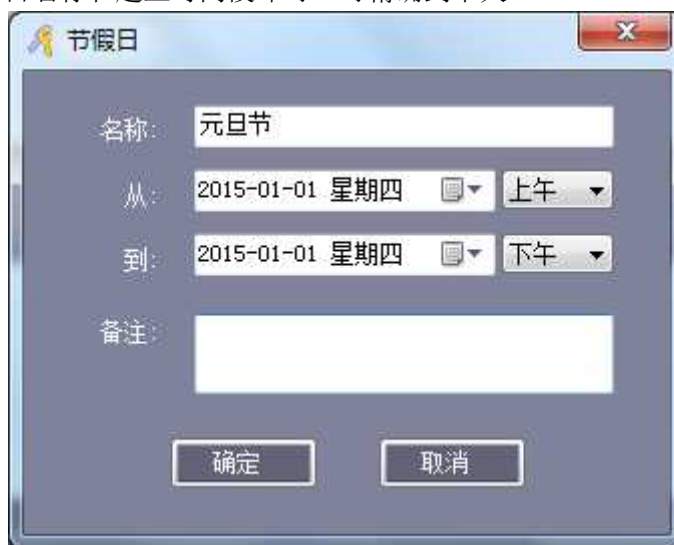 节假日
名称: 元旦节
从: 2015-01-01 星期四 上午
到: 2015-01-01 星期四 下午
备注:
确定 取消